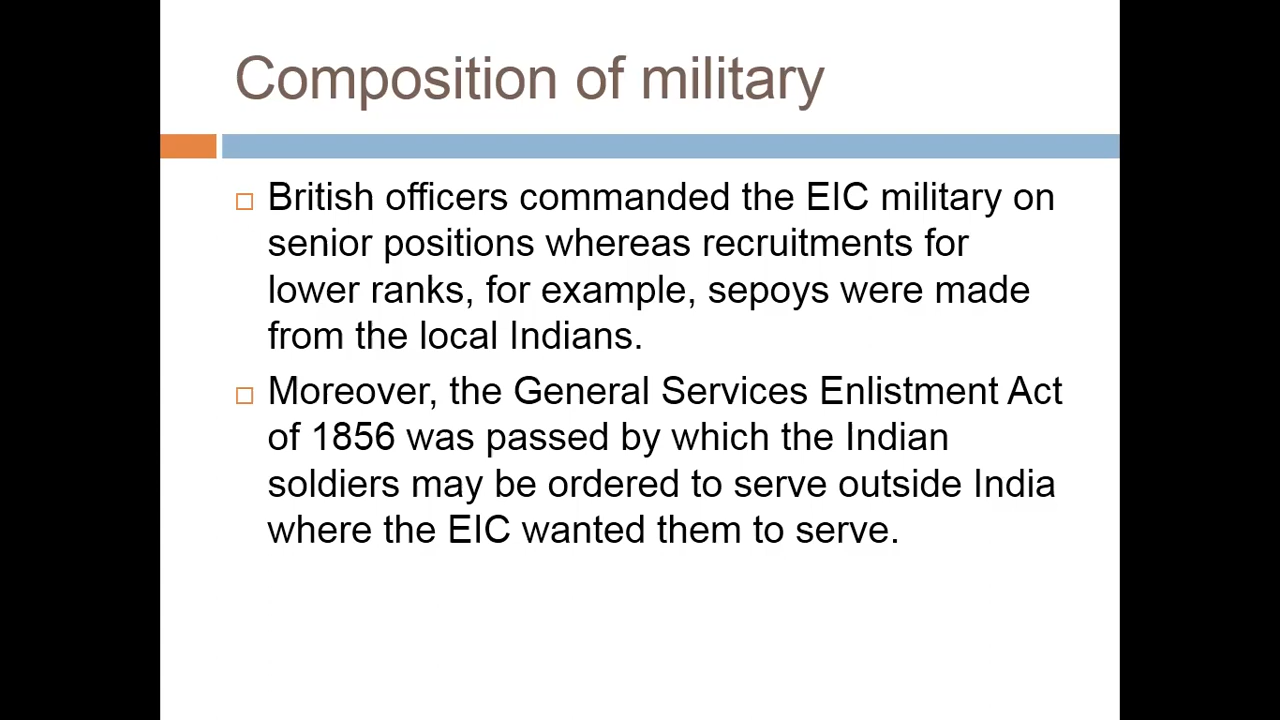 Composition of military
British officers commanded the EIC military on
senior positions whereas recruitments for
lower ranks, for example, sepoys were made
from the local Indians.
Moreover, the General Services Enlistment Act
of 1856 was passed by which the Indian
soldiers may be ordered to serve outside India
where the EIC wanted them to serve.